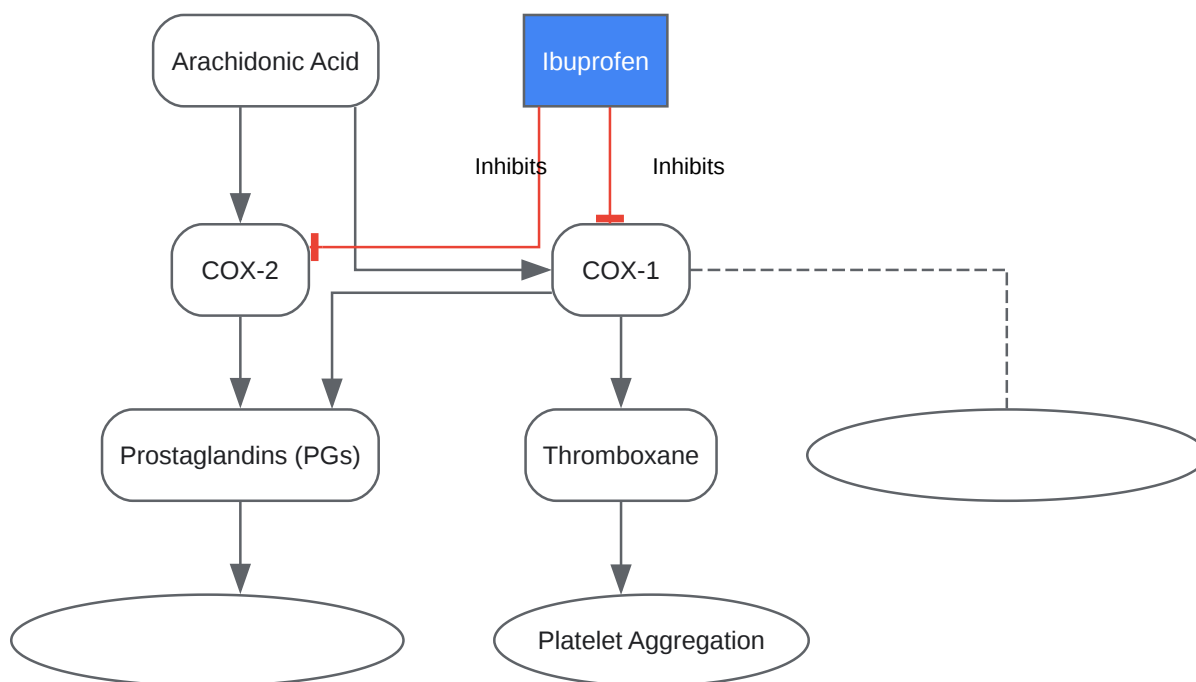 Arachidonic Acid
Ibuprofen
Inhibits
Inhibits
COX-2
COX-1
Prostaglandins (PGs)
Thromboxane
Platelet Aggregation